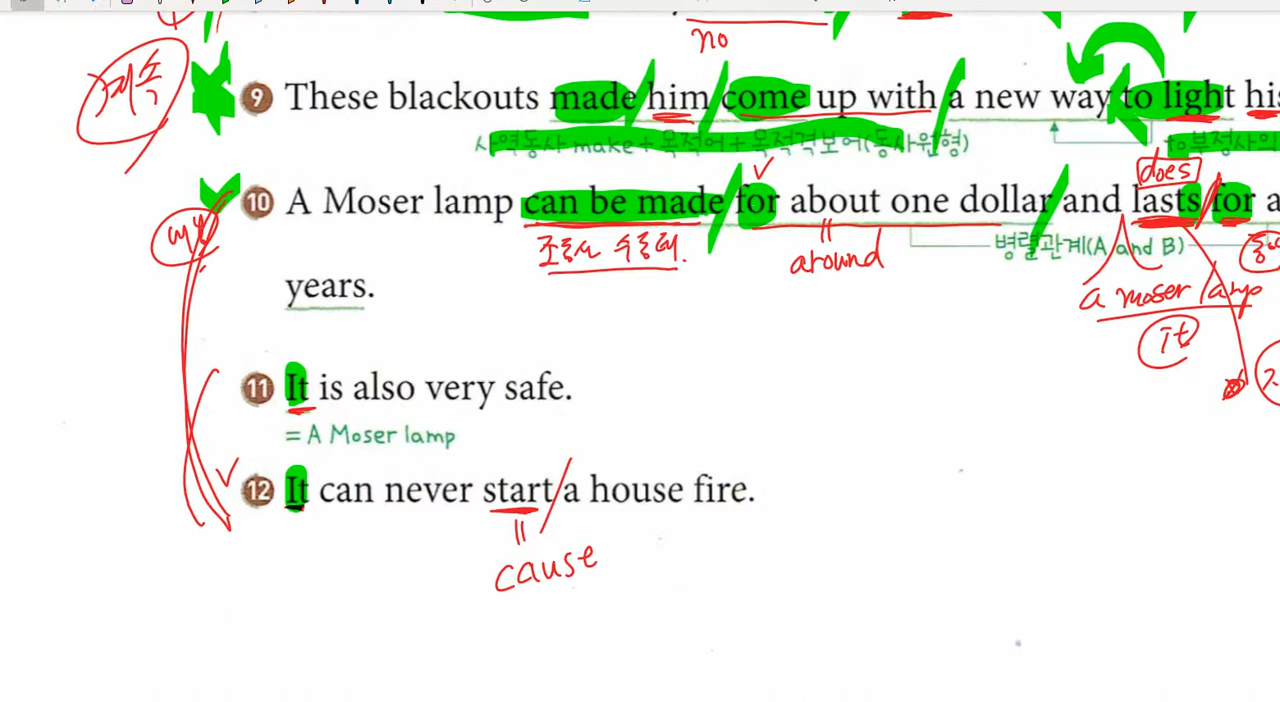 no
계속
9 These blackouts made him come up with a new way to light his
사역동사 make + 목적어 + 목적격보어(동사원형)
to부정사의
does
10 A Moser lamp can be made for about one dollar and lasts for a
조동사 수동태.
around
병렬관계(A and B)
a moser lamp
it
years.
11 It is also very safe.
= A Moser lamp
12 It can never start a house fire.
cause